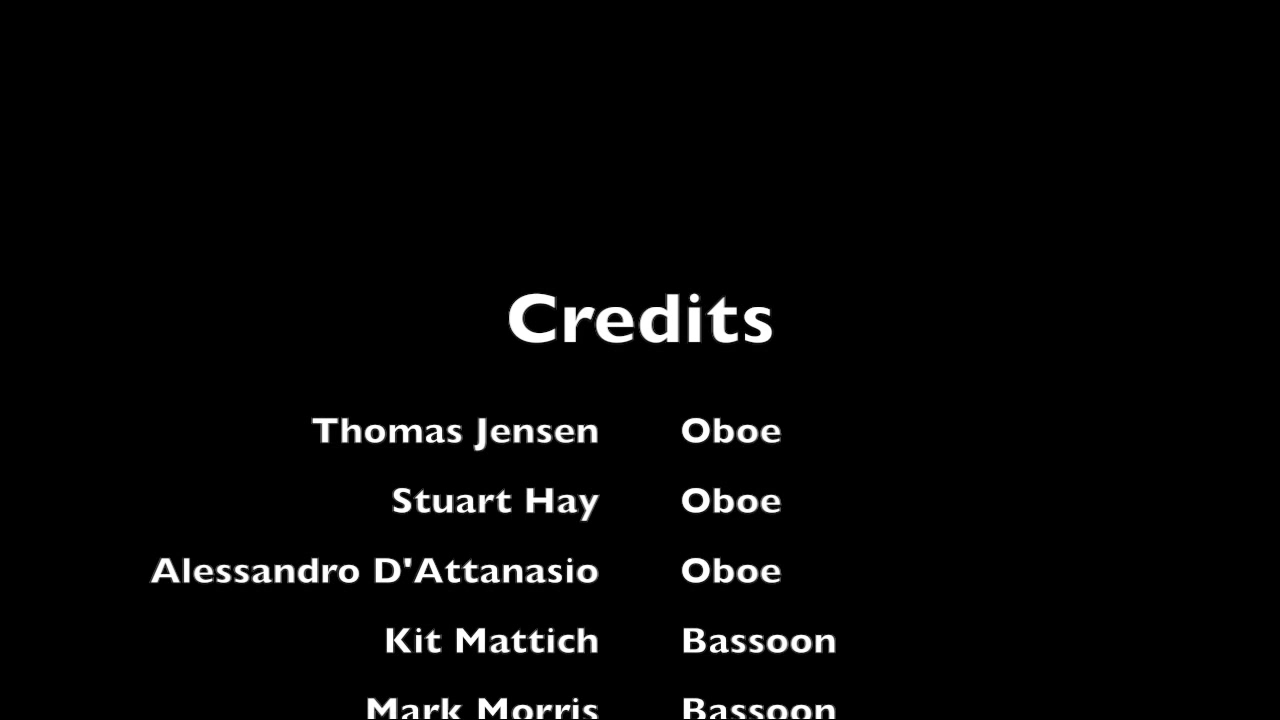 Credits
Thomas Jensen Oboe
Stuart Hay Oboe
Alessandro D'Attanasio Oboe
Kit Mattich Bassoon
Mark Morris Bassoon